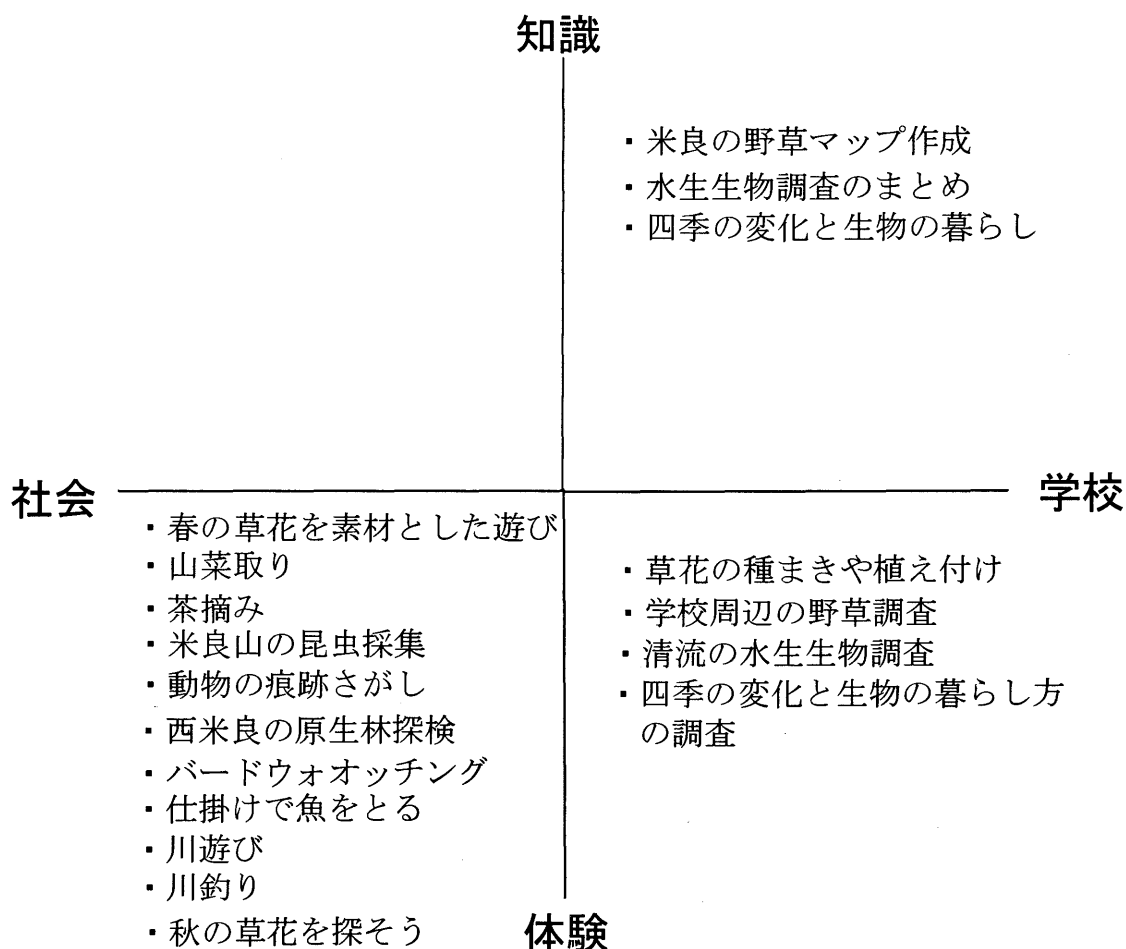 知識
・米良の野草マップ作成
・水生生物調査のまとめ
・四季の変化と生物の暮らし
社会
学校
・春の草花を素材とした遊び
・山菜取り
・茶摘み
・米良山の昆虫採集
・動物の痕跡さがし
・西米良の原生林探検
・バードウォオッチング
・仕掛けで魚をとる
・川遊び
・川釣り
・秋の草花を探そう
・草花の種まきや植え付け
・学校周辺の野草調査
・清流の水生生物調査
・四季の変化と生物の暮らし方
の調査
体験